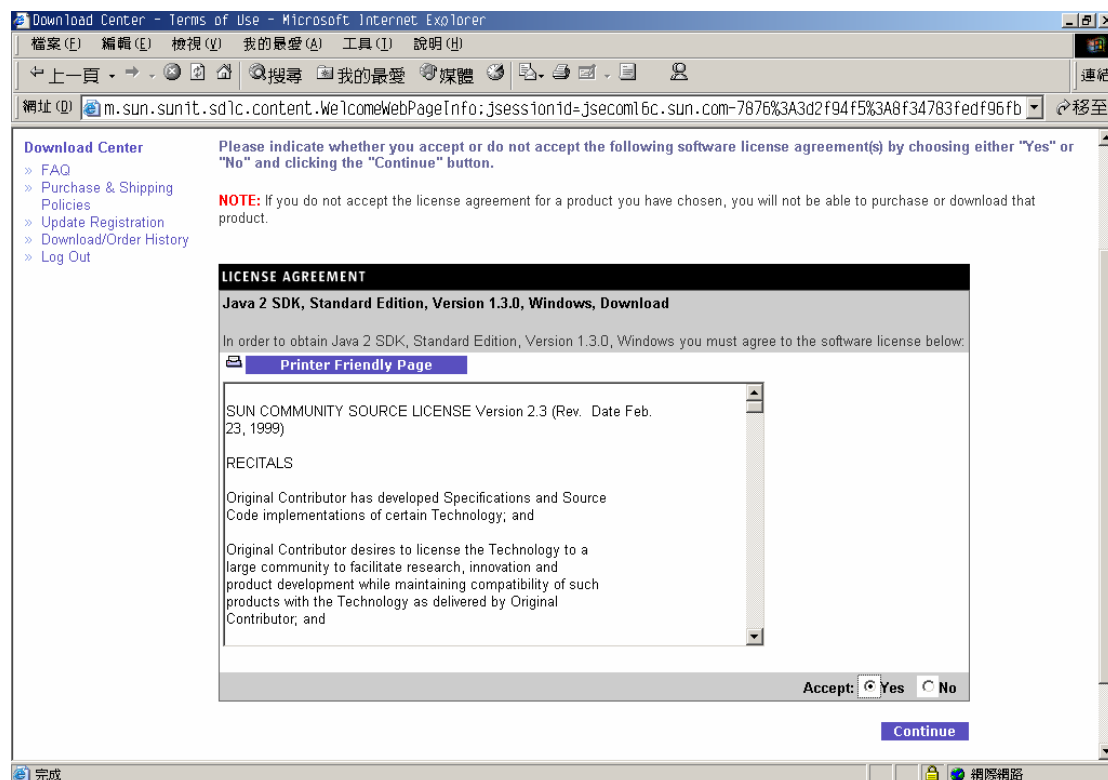 Download Center - Terms of Use - Microsoft Internet Explorer
檔案(F) 編輯(E) 檢視(V) 我的最愛(A) 工具(T) 說明(H)
上一頁 搜尋 我的最愛 媒體 連結
網址(D) m.sun.sunit.sdlc.content.WelcomeWebPageInfo;jsessionid=jsecom16c.sun.com-7876%3A3d2f94f5%3A8f34783fedf96fb 移至
Download Center
» FAQ
» Purchase & Shipping
Policies
» Update Registration
» Download/Order History
» Log Out
Please indicate whether you accept or do not accept the following software license agreement(s) by choosing either "Yes" or
"No" and clicking the "Continue" button.
NOTE: If you do not accept the license agreement for a product you have chosen, you will not be able to purchase or download that
product.
LICENSE AGREEMENT
Java 2 SDK, Standard Edition, Version 1.3.0, Windows, Download
In order to obtain Java 2 SDK, Standard Edition, Version 1.3.0, Windows you must agree to the software license below:
Printer Friendly Page
SUN COMMUNITY SOURCE LICENSE Version 2.3 (Rev. Date Feb.
23, 1999)
RECITALS
Original Contributor has developed Specifications and Source
Code implementations of certain Technology; and
Original Contributor desires to license the Technology to a
large community to facilitate research, innovation and
product development while maintaining compatibility of such
products with the Technology as delivered by Original
Contributor; and
Accept: Yes No
Continue
完成 網際網路